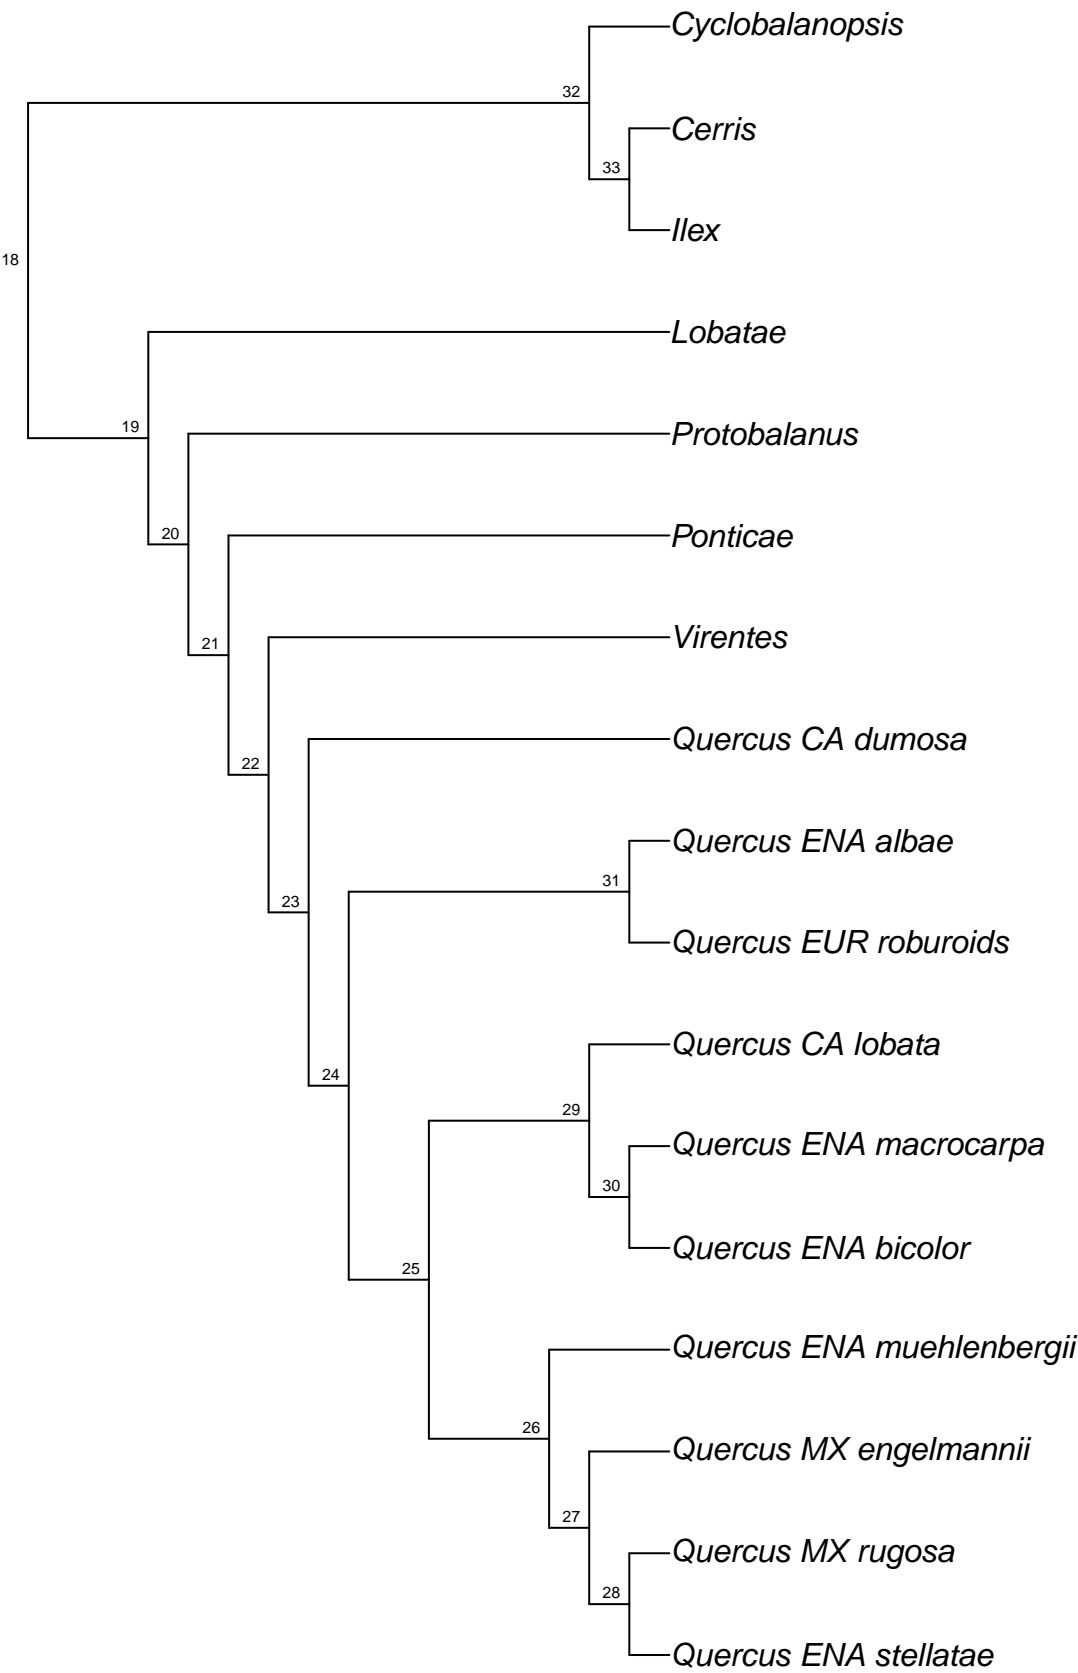 Cyclobalanopsis
32
Cerris
33
Ilex
18
Lobatae
19
Protobalanus
20
Ponticae
21
Virentes
22
Quercus CA dumosa
Quercus ENA albae
31
23
Quercus EUR roburoids
Quercus CA lobata
24
29
Quercus ENA macrocarpa
30
Quercus ENA bicolor
25
Quercus ENA muehlenbergii
26
Quercus MX engelmannii
27
Quercus MX rugosa
28
Quercus ENA stellatae